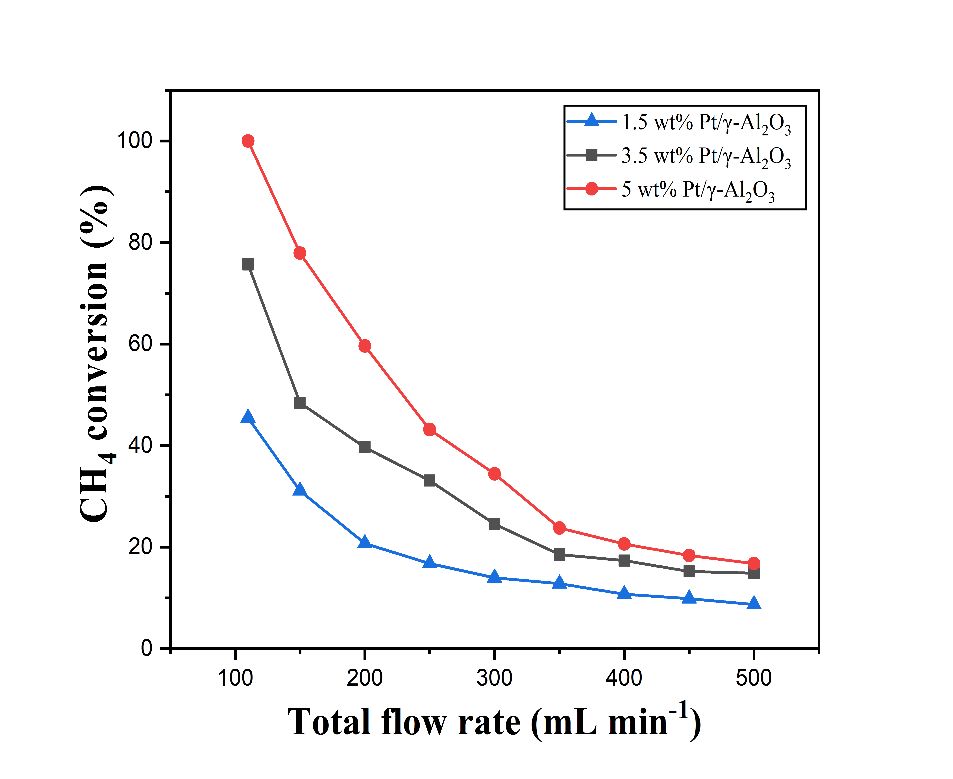 1.5 wt% Pt/γ-Al₂O₃
3.5 wt% Pt/γ-Al₂O₃
5 wt% Pt/γ-Al₂O₃
100
80
60
40
20
0
CH₄ conversion (%)
100 200 300 400 500
Total flow rate (mL min⁻¹)